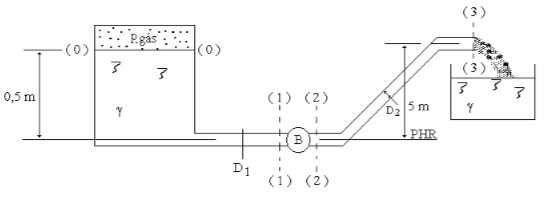 ( 3 )
P.gás
( 0 )
( 0 )
0,5 m
γ
( 1 )
( 2 )
B
D1
( 1 )
( 2 )
D2
5 m
PHR
( 3 )
γ